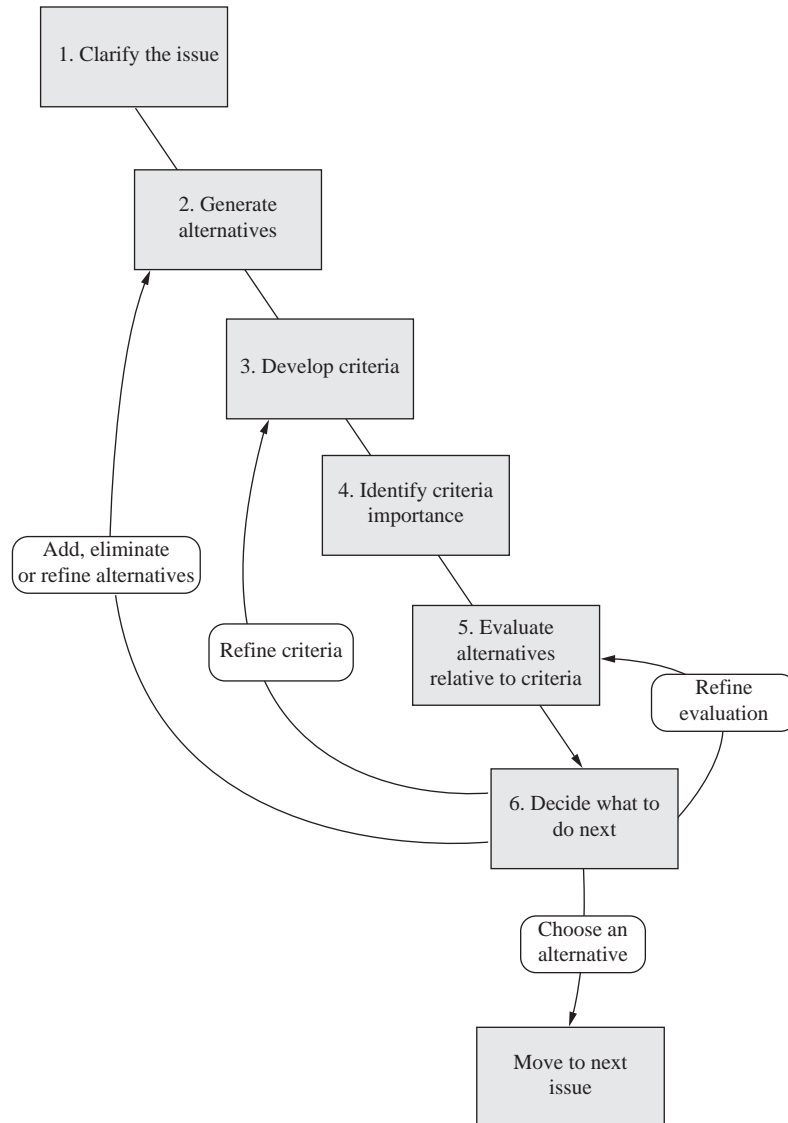 1. Clarify the issue
2. Generate
alternatives
3. Develop criteria
4. Identify criteria
importance
Add, eliminate
or refine alternatives
5. Evaluate
alternatives
relative to criteria
Refine criteria
Refine
evaluation
6. Decide what to
do next
Choose an
alternative
Move to next
issue